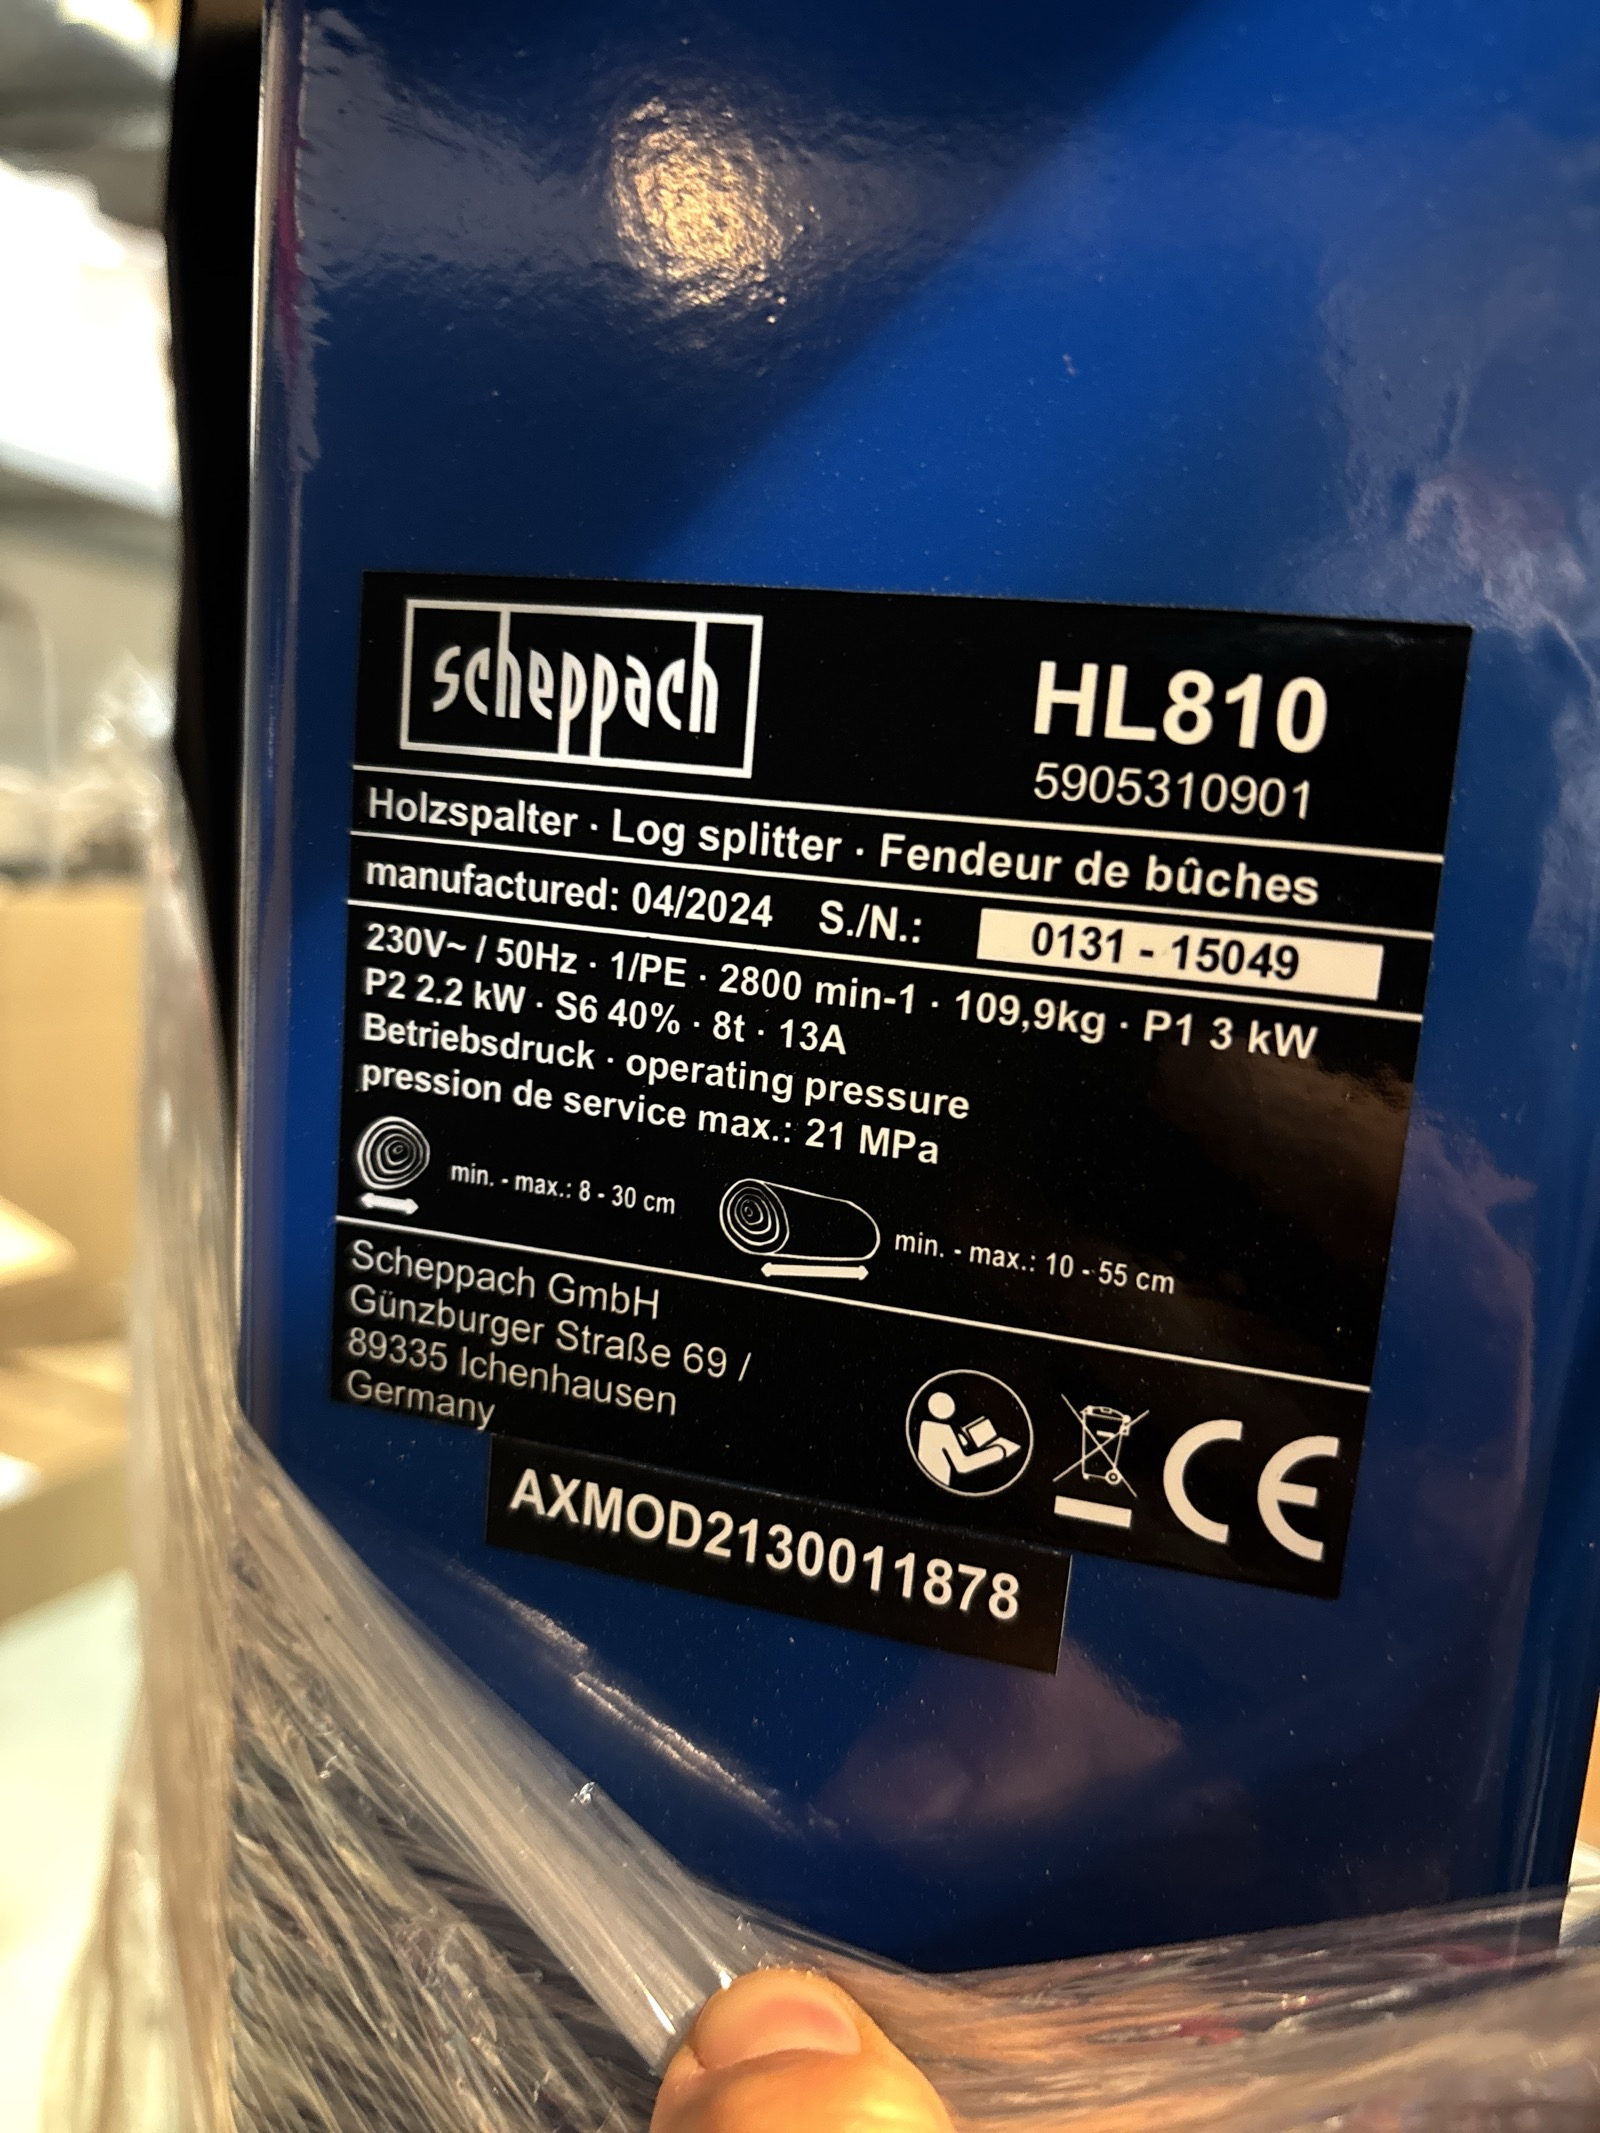 scheppach
HL810
5905310901
Holzspalter · Log splitter · Fendeur de bûches
manufactured: 04/2024 S./N.: 0131 - 15049
230V~ / 50Hz · 1/PE · 2800 min-1 · 109,9kg · P1 3 kW
P2 2.2 kW · S6 40% · 8t · 13A
Betriebsdruck · operating pressure
pression de service max.: 21 MPa
min. - max.: 8 - 30 cm
min. - max.: 10 - 55 cm
Scheppach GmbH
Günzburger Straße 69 /
89335 Ichenhausen
Germany
CE
AXMOD2130011878